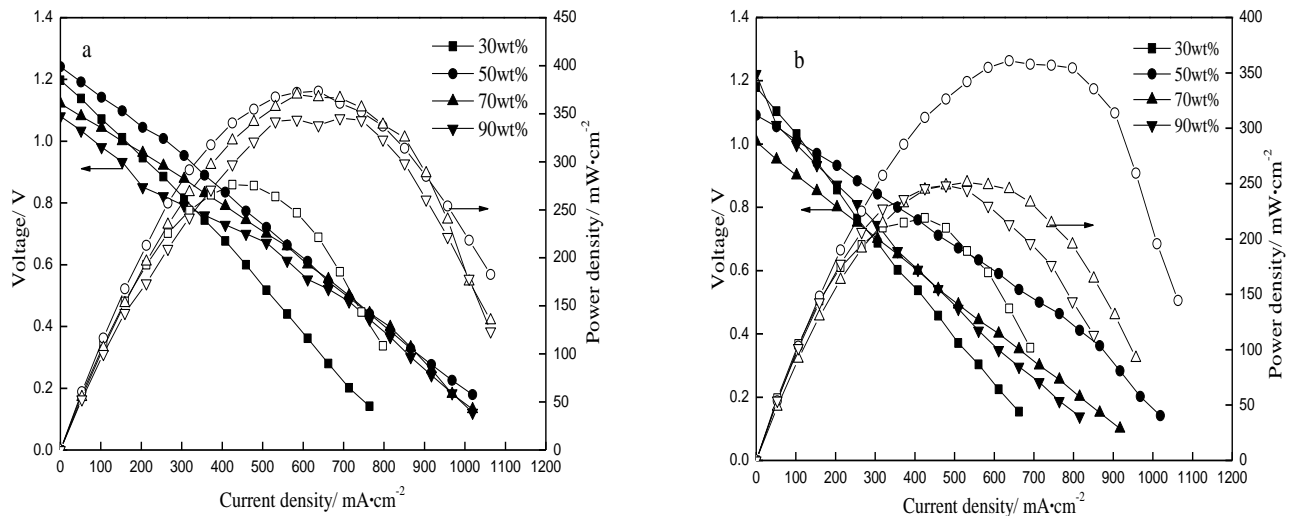 a
30wt%
50wt%
70wt%
90wt%
1.4
1.2
1.0
0.8
0.6
0.4
0.2
0.0
Voltage/ V
450
400
350
300
250
200
150
100
50
0
Power density/ mW·cm-2
0 100 200 300 400 500 600 700 800 900 1000 1100 1200
Current density/ mA·cm-2
b
30wt%
50wt%
70wt%
90wt%
1.4
1.2
1.0
0.8
0.6
0.4
0.2
0.0
Voltage/ V
400
350
300
250
200
150
100
50
0
Power density/ mW·cm-2
0 100 200 300 400 500 600 700 800 900 1000 1100 1200
Current density/ mA·cm-2